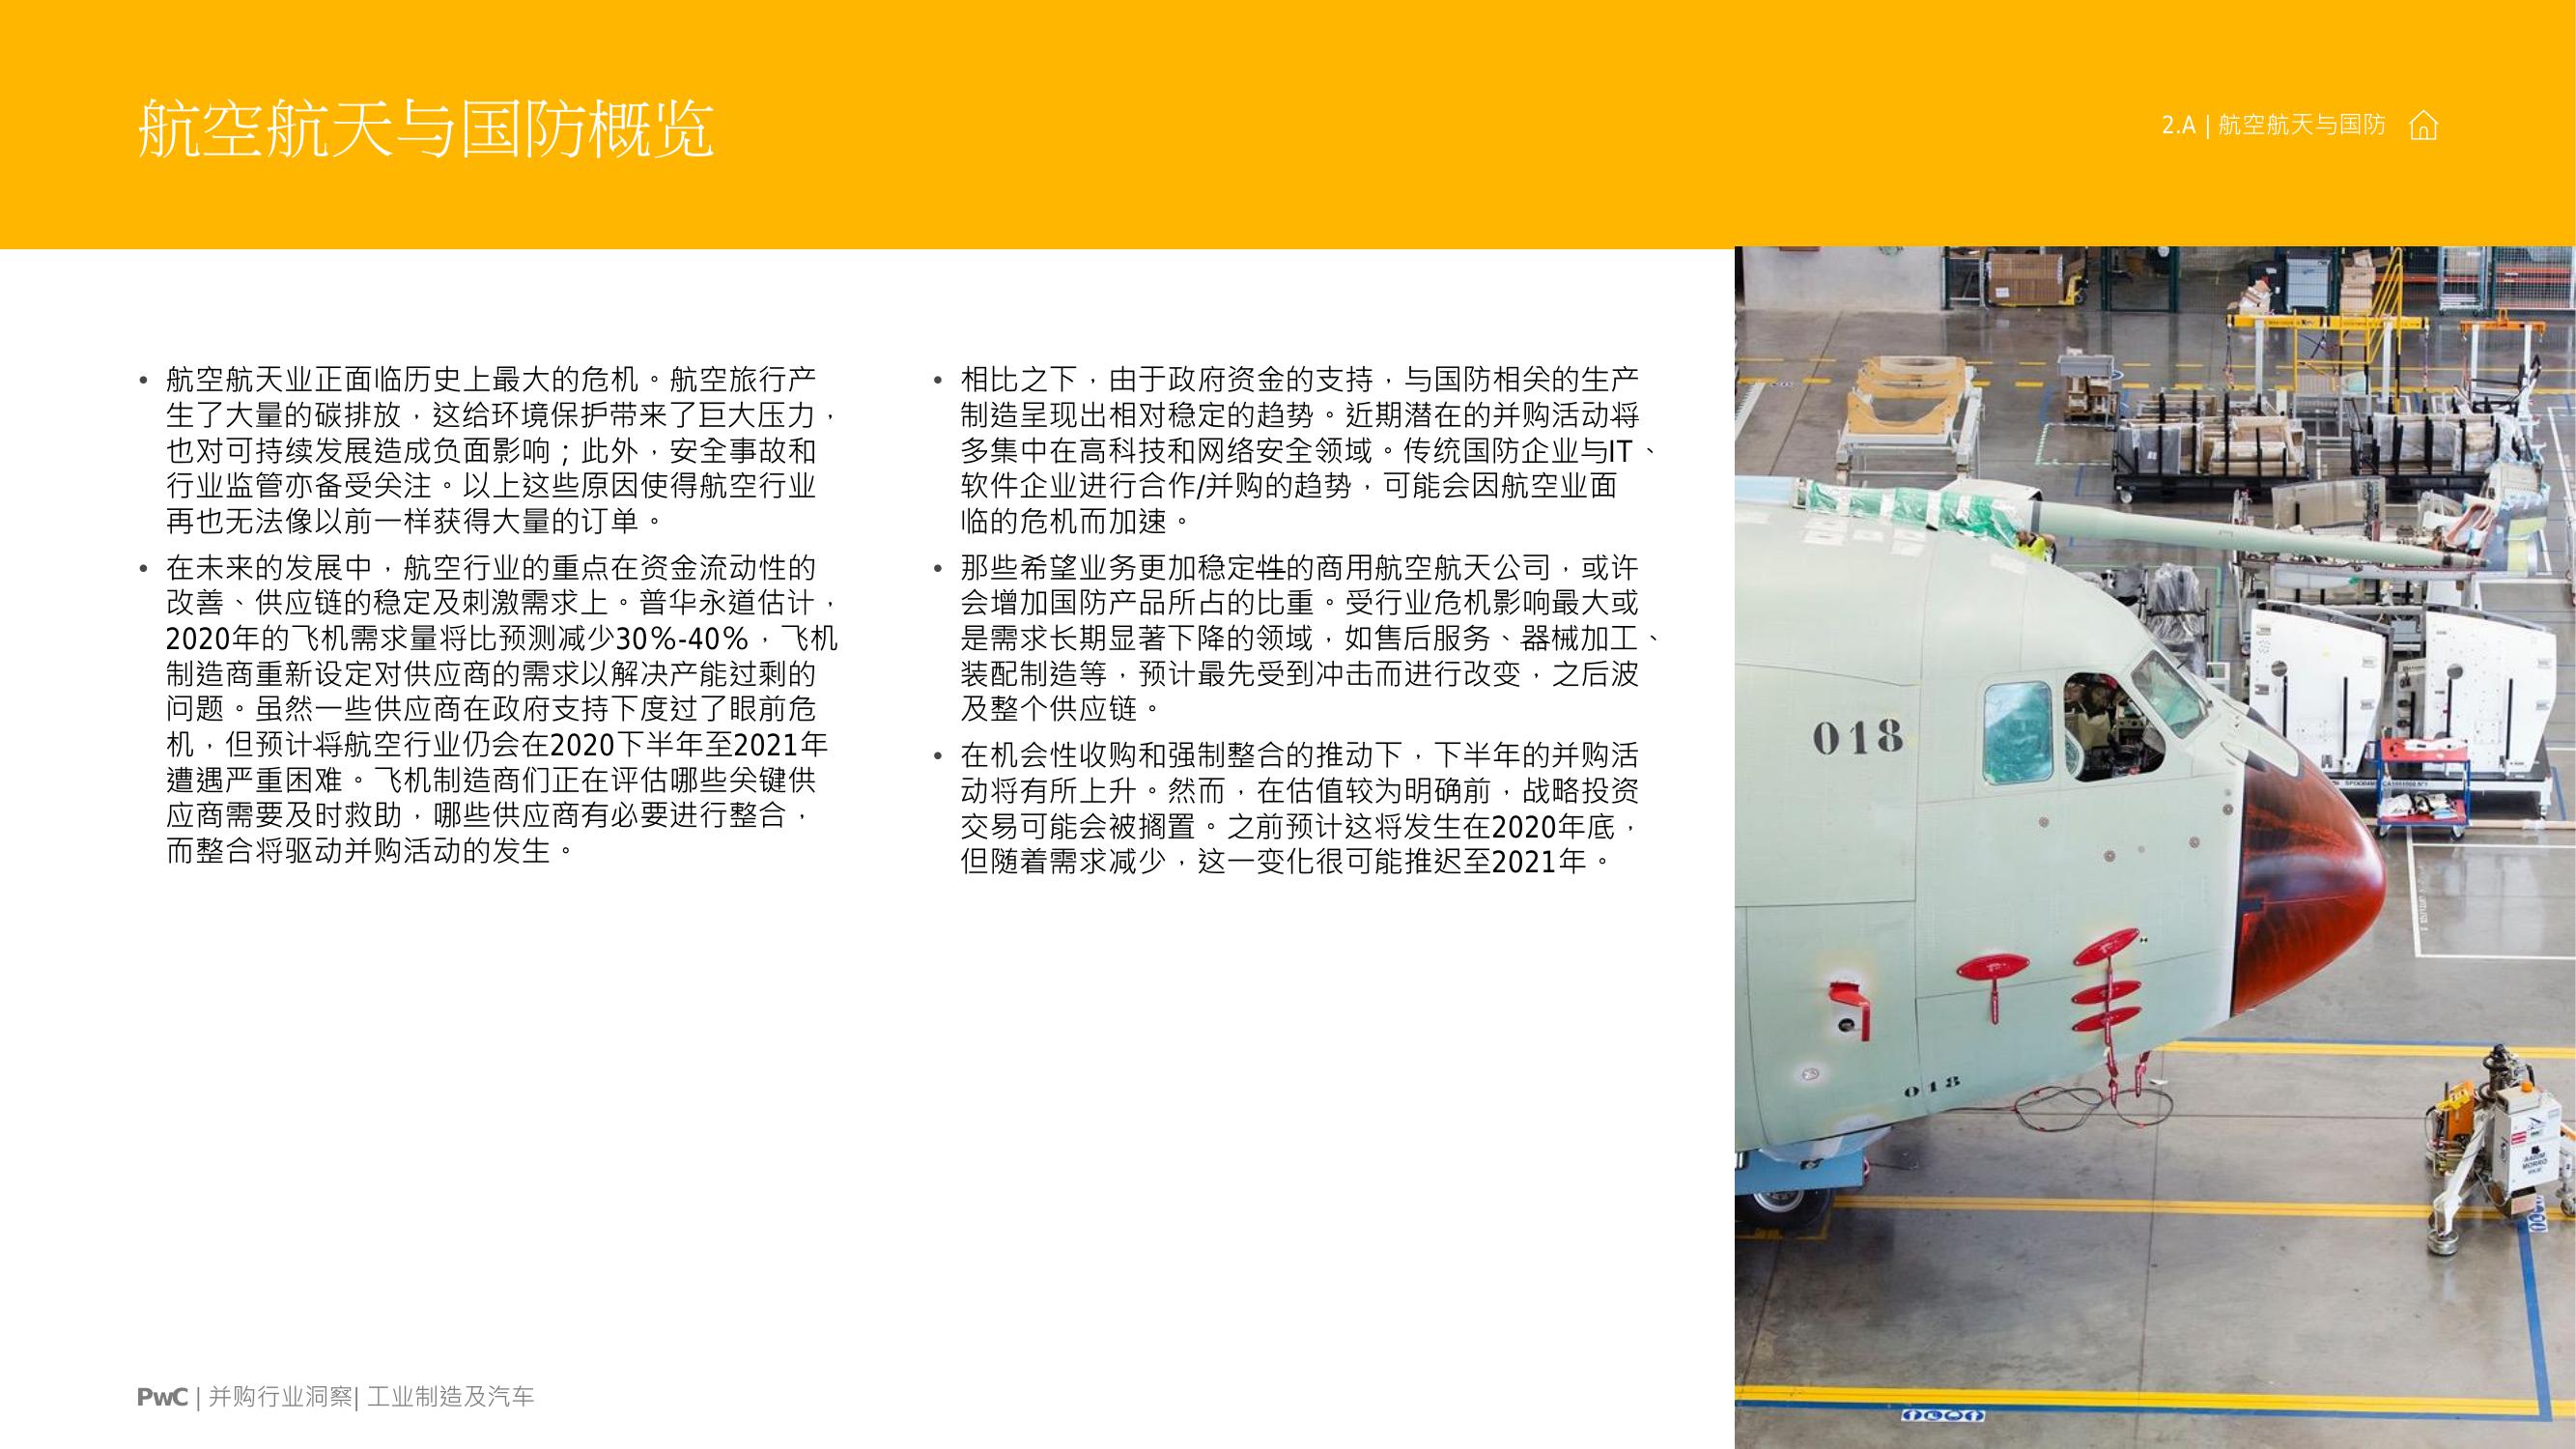 航空航天与国防概览
2.A | 航空航天与国防
• 航空航天业正面临历史上最大的危机。航空旅行产
生了大量的碳排放，这给环境保护带来了巨大压力，
也对可持续发展造成负面影响；此外，安全事故和
行业监管亦备受关注。以上这些原因使得航空行业
再也无法像以前一样获得大量的订单。
• 在未来的发展中，航空行业的重点在资金流动性的
改善、供应链的稳定及刺激需求上。普华永道估计，
2020年的飞机需求量将比预测减少30%-40%，飞机
制造商重新设定对供应商的需求以解决产能过剩的
问题。虽然一些供应商在政府支持下度过了眼前危
机，但预计将航空行业仍会在2020下半年至2021年
遭遇严重困难。飞机制造商们正在评估哪些关键供
应商需要及时救助，哪些供应商有必要进行整合，
而整合将驱动并购活动的发生。
• 相比之下，由于政府资金的支持，与国防相关的生产
制造呈现出相对稳定的趋势。近期潜在的并购活动将
多集中在高科技和网络安全领域。传统国防企业与IT、
软件企业进行合作/并购的趋势，可能会因航空业面
临的危机而加速。
• 那些希望业务更加稳定性的商用航空航天公司，或许
会增加国防产品所占的比重。受行业危机影响最大或
是需求长期显著下降的领域，如售后服务、器械加工、
装配制造等，预计最先受到冲击而进行改变，之后波
及整个供应链。
• 在机会性收购和强制整合的推动下，下半年的并购活
动将有所上升。然而，在估值较为明确前，战略投资
交易可能会被搁置。之前预计这将发生在2020年底，
但随着需求减少，这一变化很可能推迟至2021年。
018
018
PwC | 并购行业洞察| 工业制造及汽车